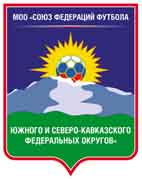 МОО «СОЮЗ ФЕДЕРАЦИЙ ФУТБОЛА
ЮЖНОГО И СЕВЕРО-КАВКАЗСКОГО
ФЕДЕРАЛЬНЫХ ОКРУГОВ»